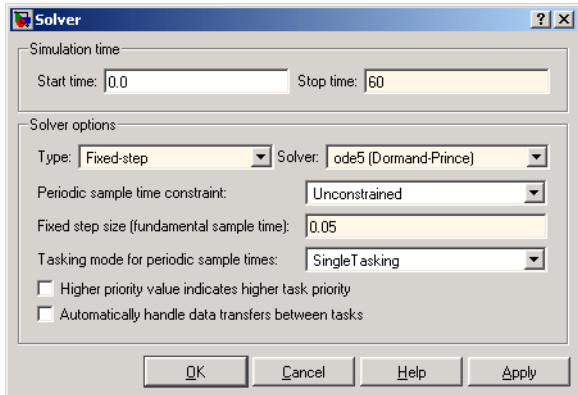 Solver
Simulation time
Start time: 0.0 Stop time: 60
Solver options
Type: Fixed-step Solver: ode5 (Dormand-Prince)
Periodic sample time constraint: Unconstrained
Fixed step size (fundamental sample time): 0.05
Tasking mode for periodic sample times: SingleTasking
Higher priority value indicates higher task priority
Automatically handle data transfers between tasks
OK Cancel Help Apply